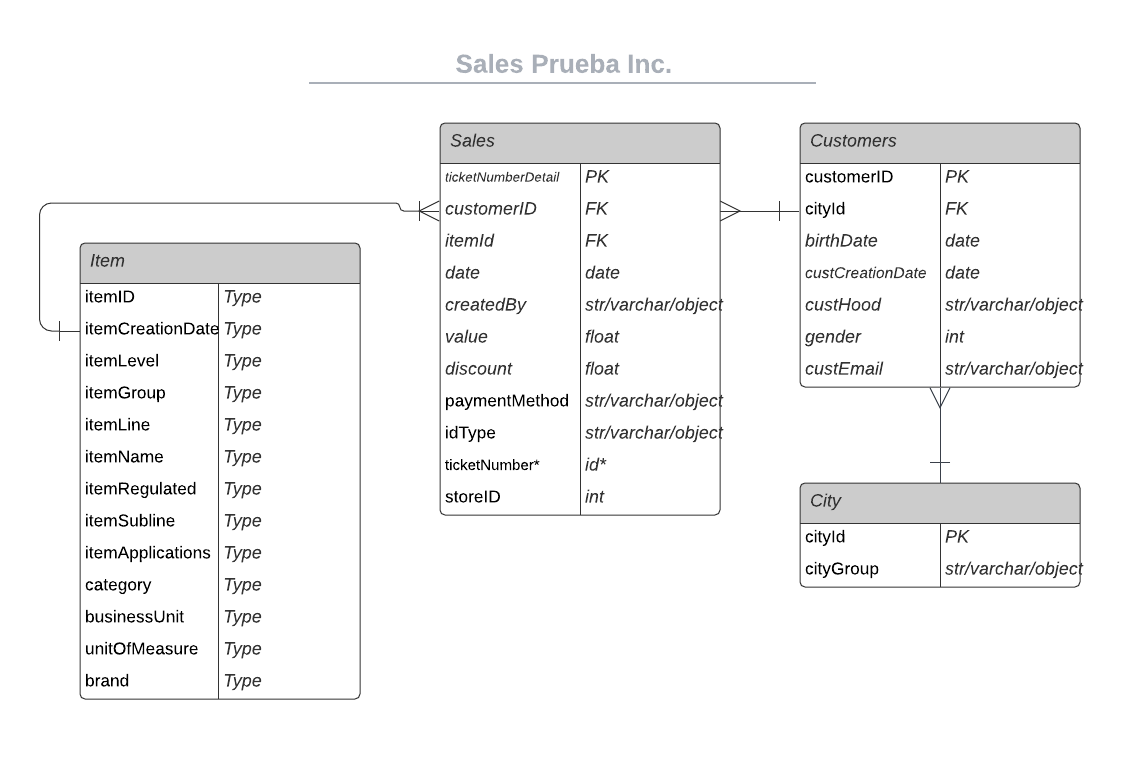 Sales Prueba Inc.
Sales
ticketNumberDetail PK
customerID FK
itemId FK
date date
createdBy str/varchar/object
value float
discount float
paymentMethod str/varchar/object
idType str/varchar/object
ticketNumber* id*
storeID int
Customers
customerID PK
cityId FK
birthDate date
custCreationDate date
custHood str/varchar/object
gender int
custEmail str/varchar/object
Item
itemID Type
itemCreationDate Type
itemLevel Type
itemGroup Type
itemLine Type
itemName Type
itemRegulated Type
itemSubline Type
itemApplications Type
category Type
businessUnit Type
unitOfMeasure Type
brand Type
City
cityId PK
cityGroup str/varchar/object